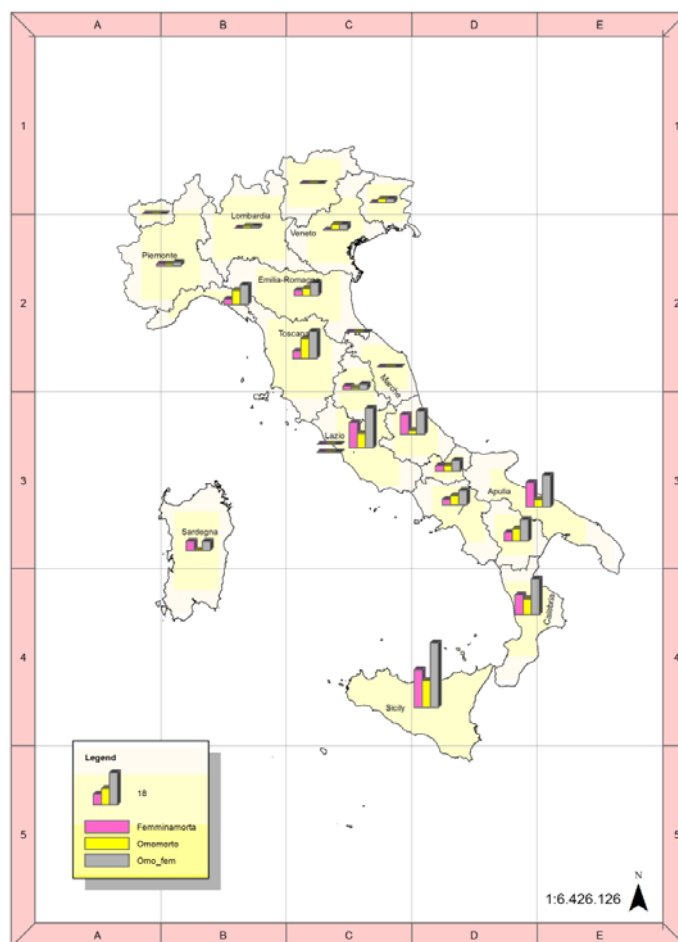 A B C D E
1 1
Lombardia
Veneto
Piemonte
2 Emilia-Romagna 2
Toscana
Marche
Lazio
3 Apulia 3
Sardegna
Calabria
4 4
Sicily
Legend
18
Femminamorta
5 Omomorto 5
Omo_fem
N
1:6.426.126
A B C D E